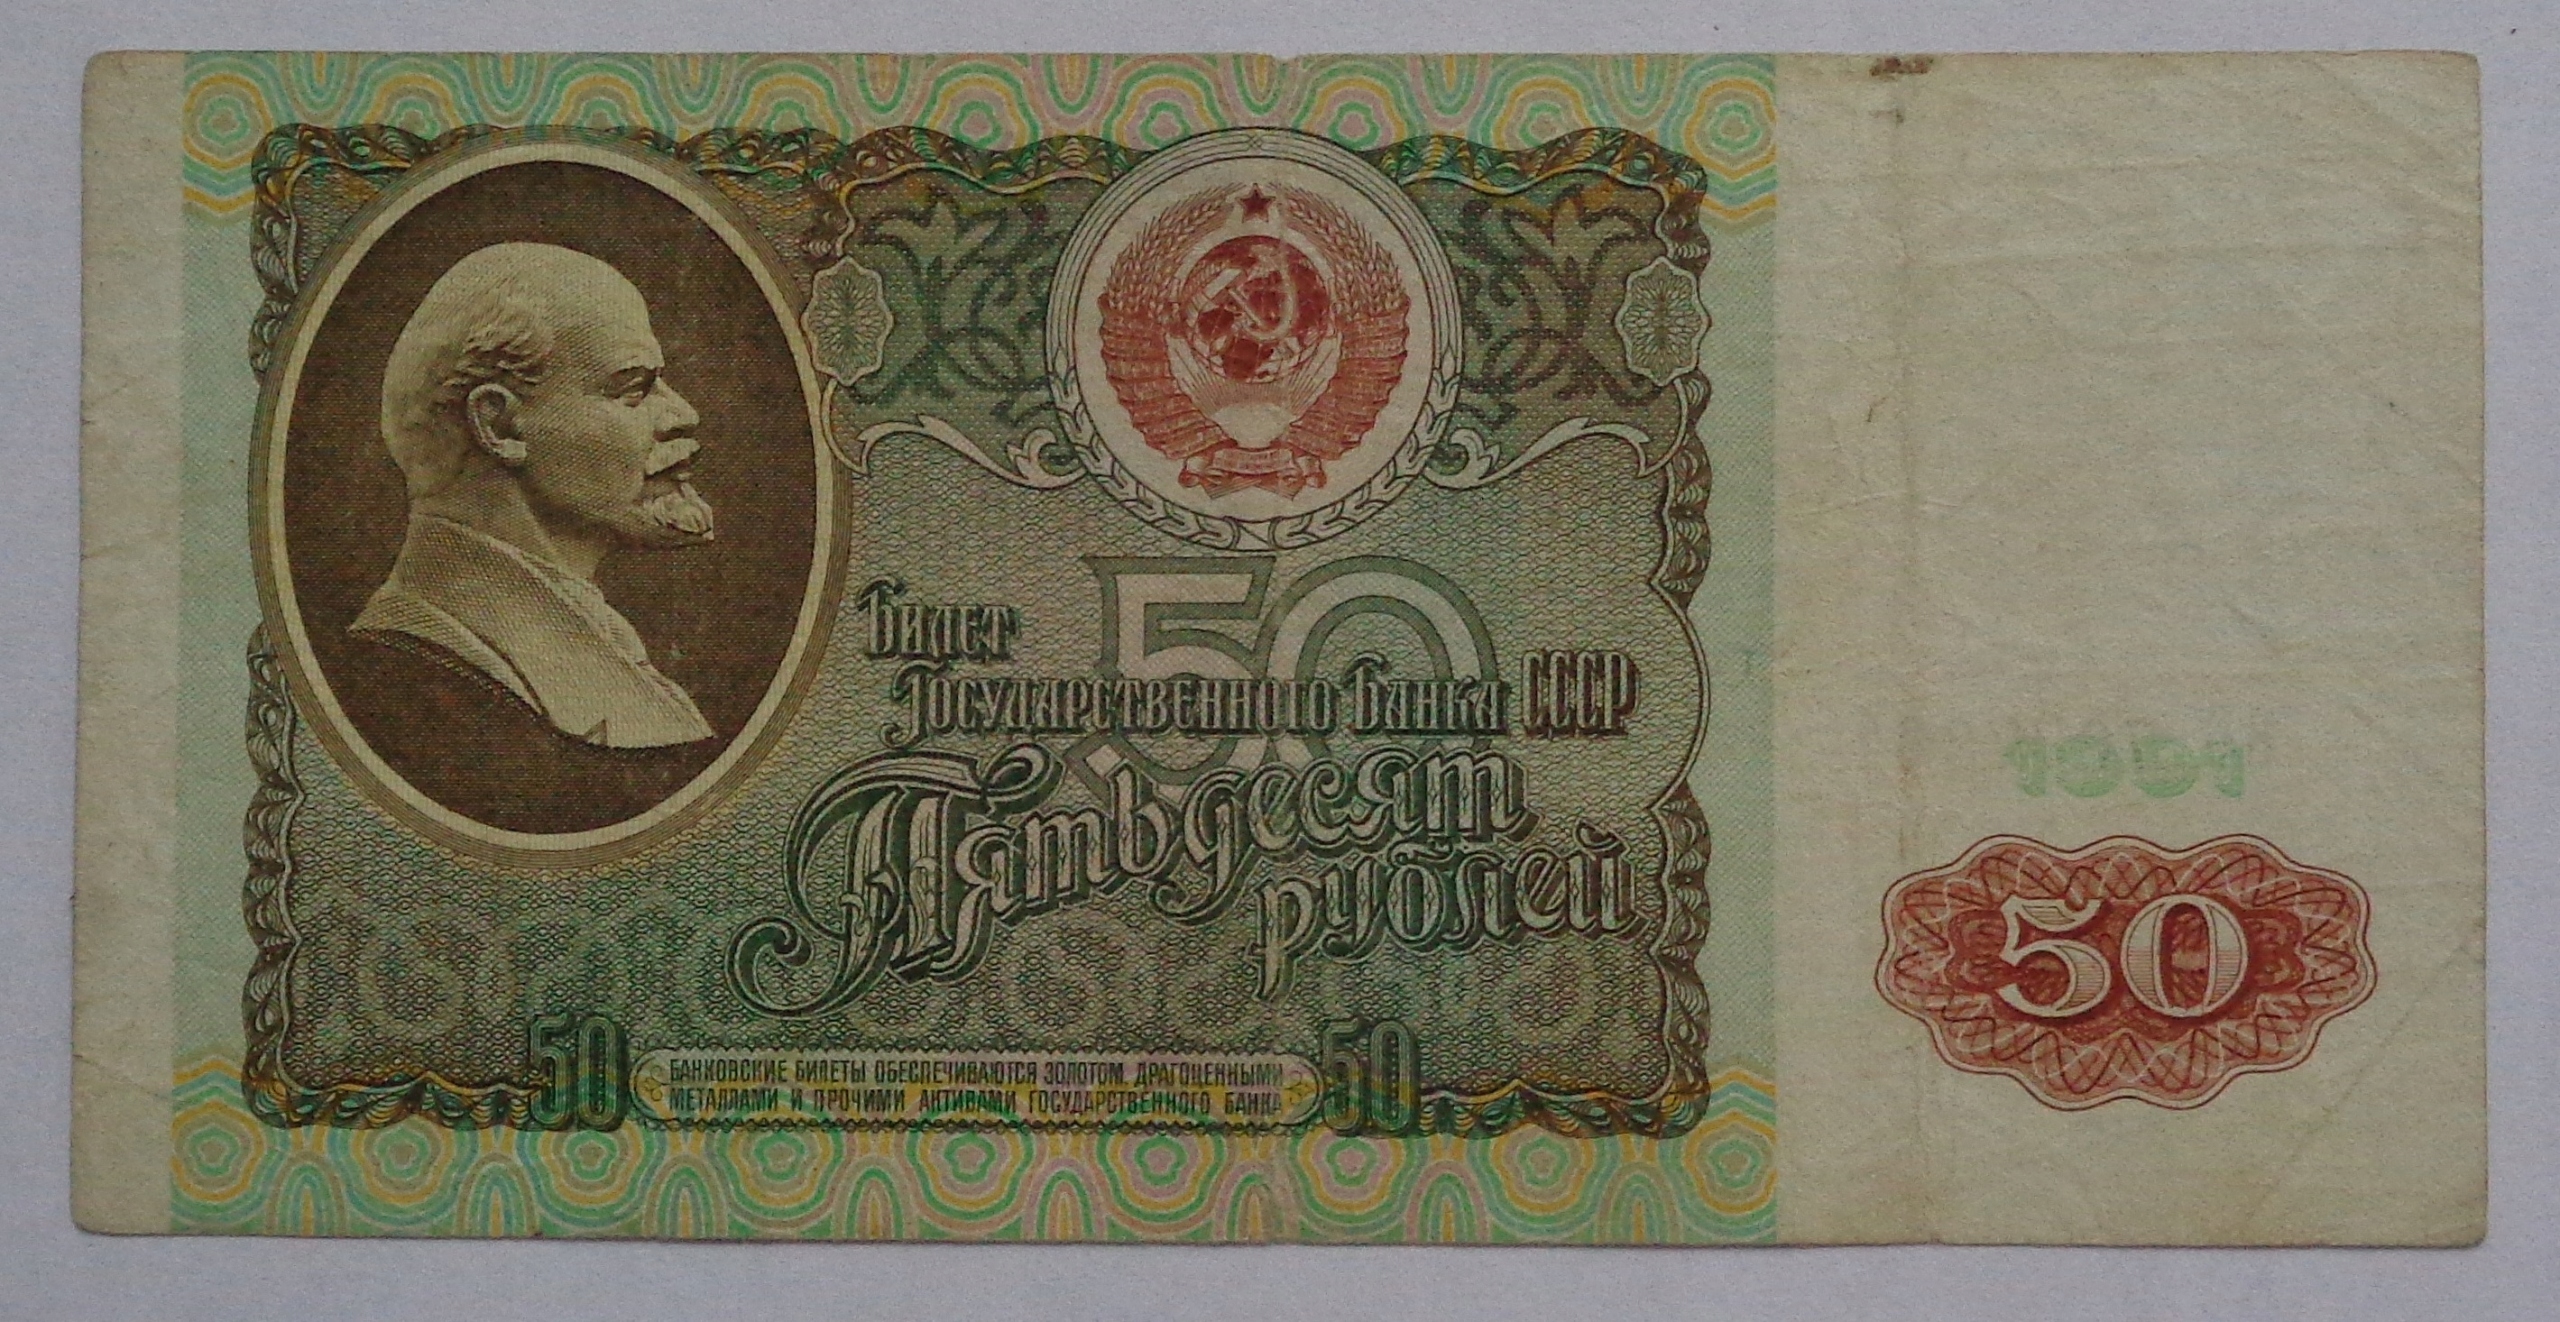 50
Билет
Государственного Банка СССР
Пятьдесят
рублей
1991
50
50
БАНКОВСКИЕ БИЛЕТЫ ОБЕСПЕЧИВАЮТСЯ ЗОЛОТОМ, ДРАГОЦЕННЫМИ
МЕТАЛЛАМИ И ПРОЧИМИ АКТИВАМИ ГОСУДАРСТВЕННОГО БАНКА
50